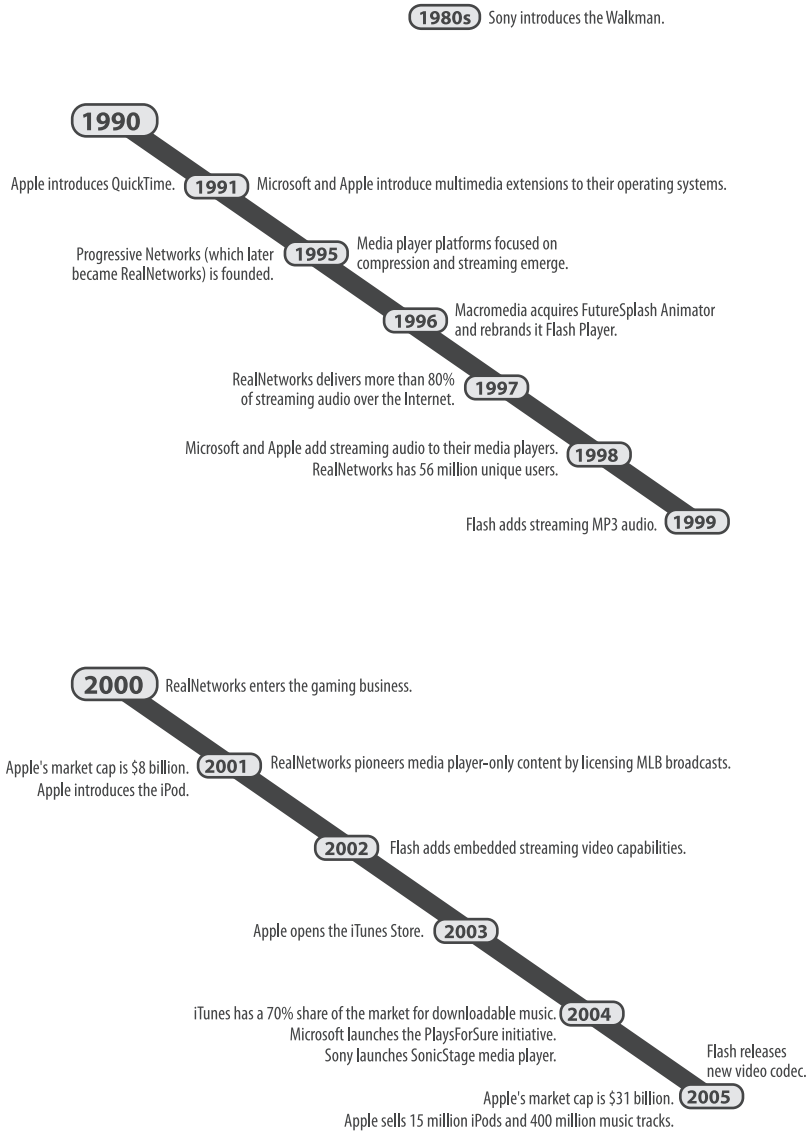 1980s Sony introduces the Walkman.
1990
Apple introduces QuickTime. 1991 Microsoft and Apple introduce multimedia extensions to their operating systems.
Progressive Networks (which later
became RealNetworks) is founded.
1995
Media player platforms focused on
compression and streaming emerge.
1996
Macromedia acquires FutureSplash Animator
and rebrands it Flash Player.
RealNetworks delivers more than 80%
of streaming audio over the Internet.
1997
Microsoft and Apple add streaming audio to their media players.
RealNetworks has 56 million unique users.
1998
Flash adds streaming MP3 audio. 1999
2000 RealNetworks enters the gaming business.
Apple's market cap is $8 billion.
Apple introduces the iPod.
2001
RealNetworks pioneers media player-only content by licensing MLB broadcasts.
2002 Flash adds embedded streaming video capabilities.
Apple opens the iTunes Store. 2003
iTunes has a 70% share of the market for downloadable music.
Microsoft launches the PlaysForSure initiative.
Sony launches SonicStage media player.
2004
Flash releases
new video codec.
Apple's market cap is $31 billion. 2005
Apple sells 15 million iPods and 400 million music tracks.